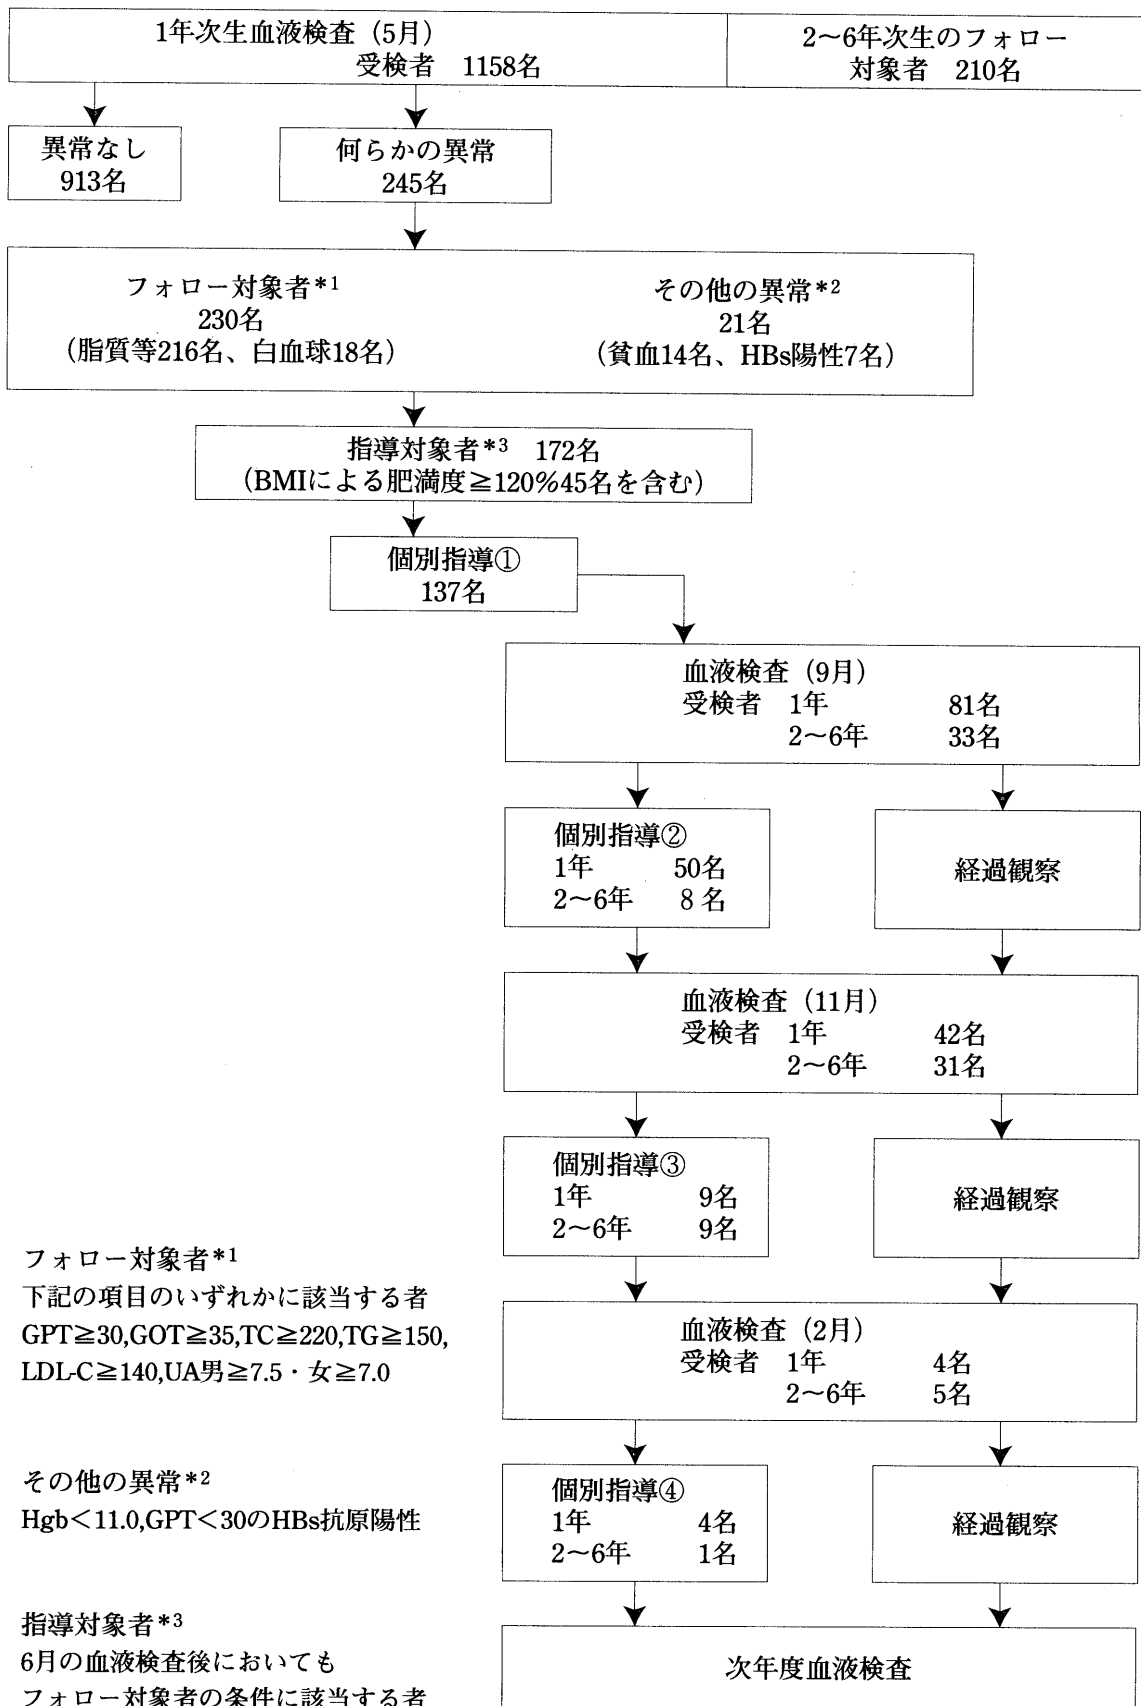 1年次生血液検査（5月）
受検者　1158名
2～6年次生のフォロー
対象者　210名
異常なし
913名
何らかの異常
245名
フォロー対象者*1
230名
（脂質等216名、白血球18名）
その他の異常*2
21名
（貧血14名、HBs陽性7名）
指導対象者*3　172名
（BMIによる肥満度≧120%45名を含む）
個別指導①
137名
血液検査（9月）
受検者　1年　81名
2～6年　33名
個別指導②
1年　50名
2～6年　8名
経過観察
血液検査（11月）
受検者　1年　42名
2～6年　31名
個別指導③
1年　9名
2～6年　9名
経過観察
血液検査（2月）
受検者　1年　4名
2～6年　5名
個別指導④
1年　4名
2～6年　1名
経過観察
次年度血液検査
フォロー対象者*1
下記の項目のいずれかに該当する者
GPT≧30,GOT≧35,TC≧220,TG≧150,
LDL-C≧140,UA男≧7.5・女≧7.0
その他の異常*2
Hgb＜11.0,GPT＜30のHBs抗原陽性
指導対象者*3
6月の血液検査後においても
フォロー対象者の条件に該当する者